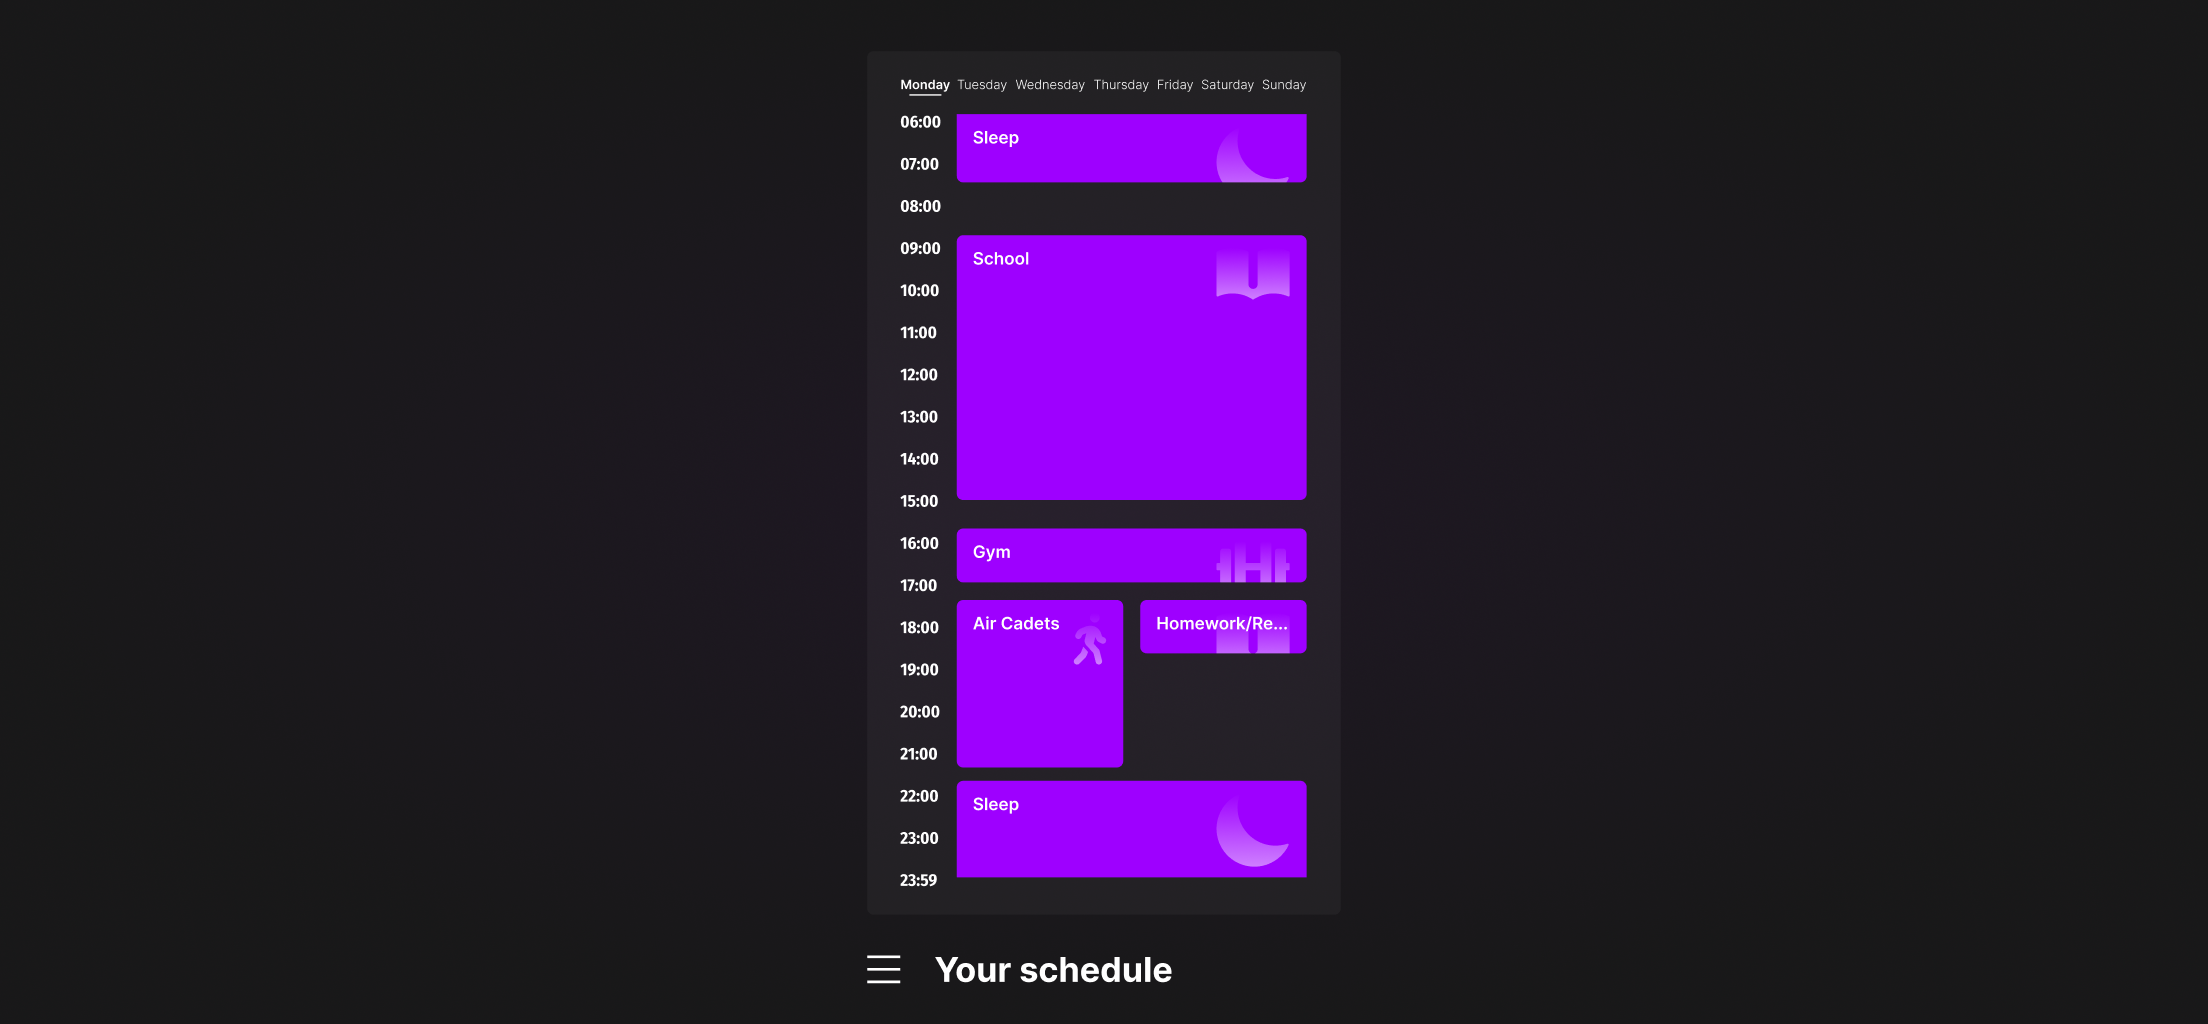 Monday Tuesday Wednesday Thursday Friday Saturday Sunday
06:00
Sleep
07:00
08:00
09:00
School
10:00
11:00
12:00
13:00
14:00
15:00
16:00
Gym
17:00
18:00
Air Cadets
Homework/Re...
19:00
20:00
21:00
22:00
Sleep
23:00
23:59
Your schedule